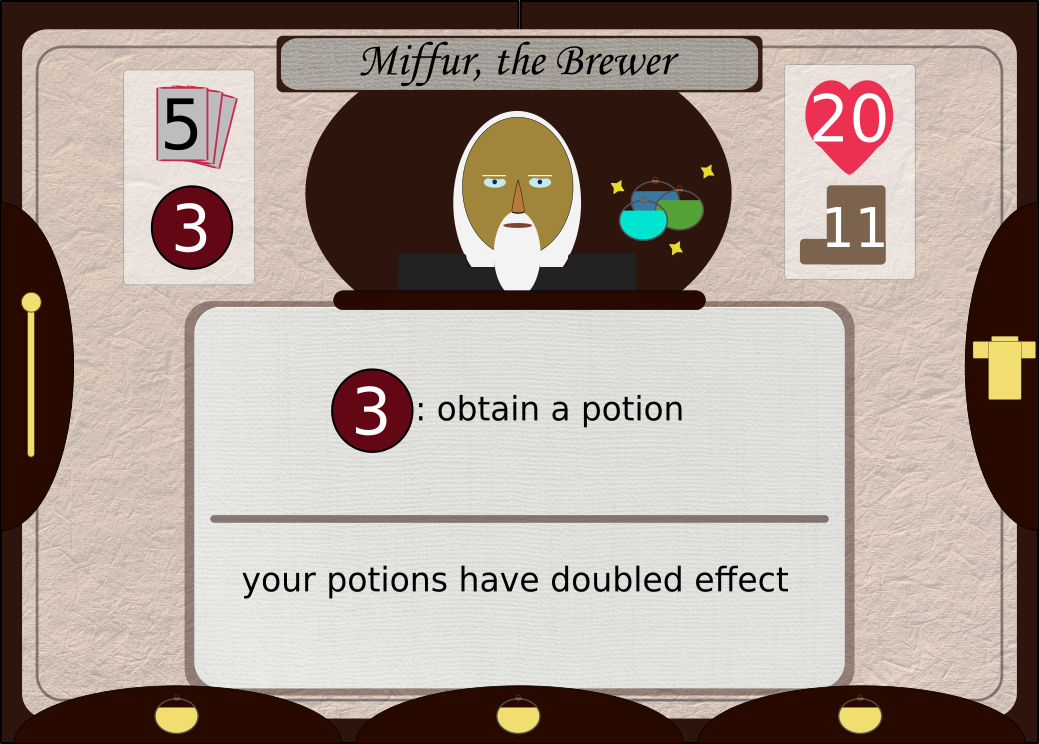 Miffur, the Brewer
5
20
3
11
3 : obtain a potion
your potions have doubled effect